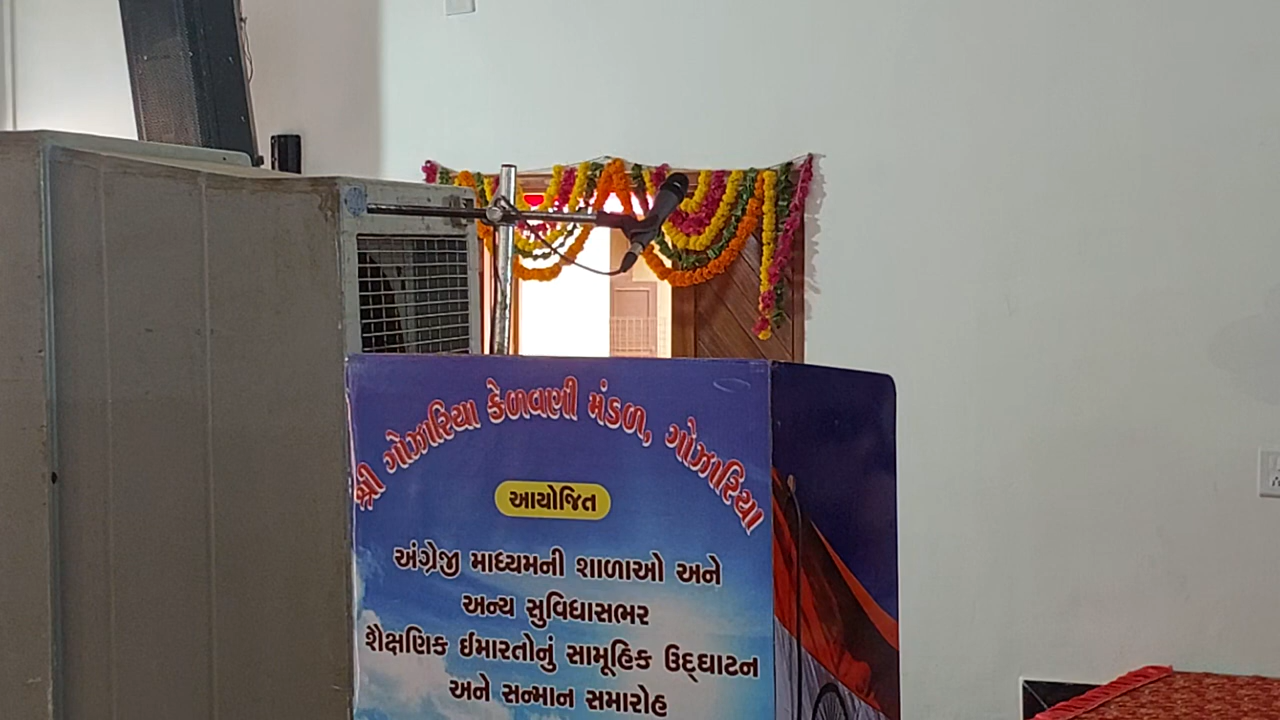 શ્રી ગોઝારિયા કેળવણી મંડળ, ગોઝારિયા
આયોજિત
અંગ્રેજી માધ્યમની શાળાઓ અને
અન્ય સુવિધાસભર
શૈક્ષણિક ઈમારતોનું સામૂહિક ઉદ્‌ઘાટન
અને સન્માન સમારોહ